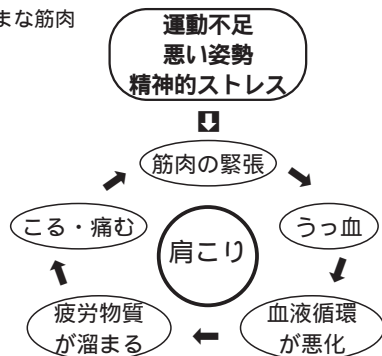 まな筋肉
運動不足
悪い姿勢
精神的ストレス
筋肉の緊張
こる・痛む
うっ血
肩こり
疲労物質
が溜まる
血液循環
が悪化